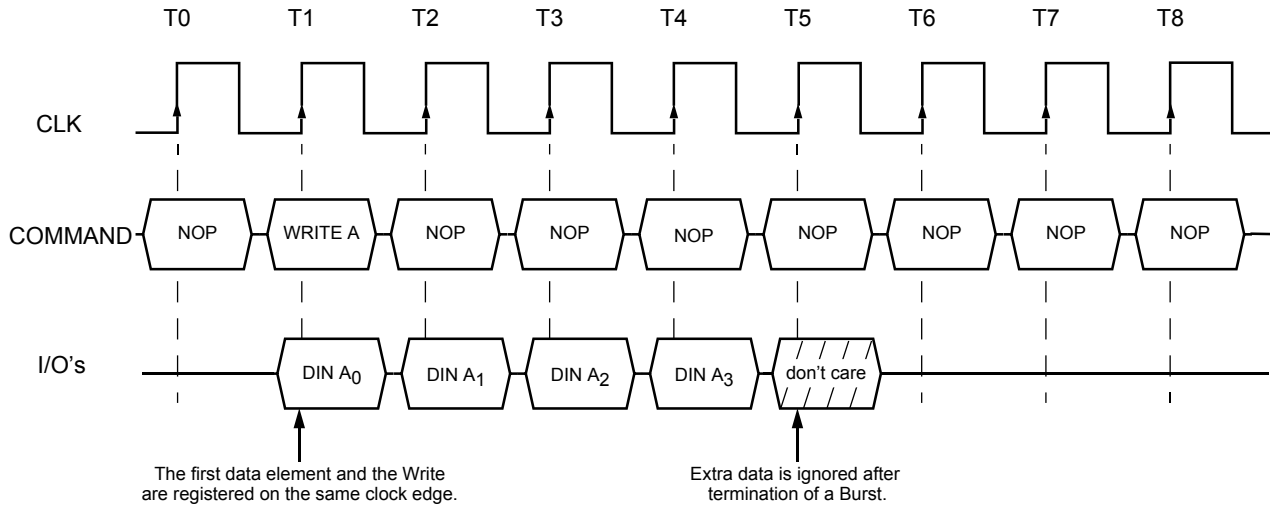 T0 T1 T2 T3 T4 T5 T6 T7 T8
CLK
COMMAND NOP WRITE A NOP NOP NOP NOP NOP NOP NOP
I/O's DIN A0 DIN A1 DIN A2 DIN A3 don't care
The first data element and the Write
are registered on the same clock edge.
Extra data is ignored after
termination of a Burst.